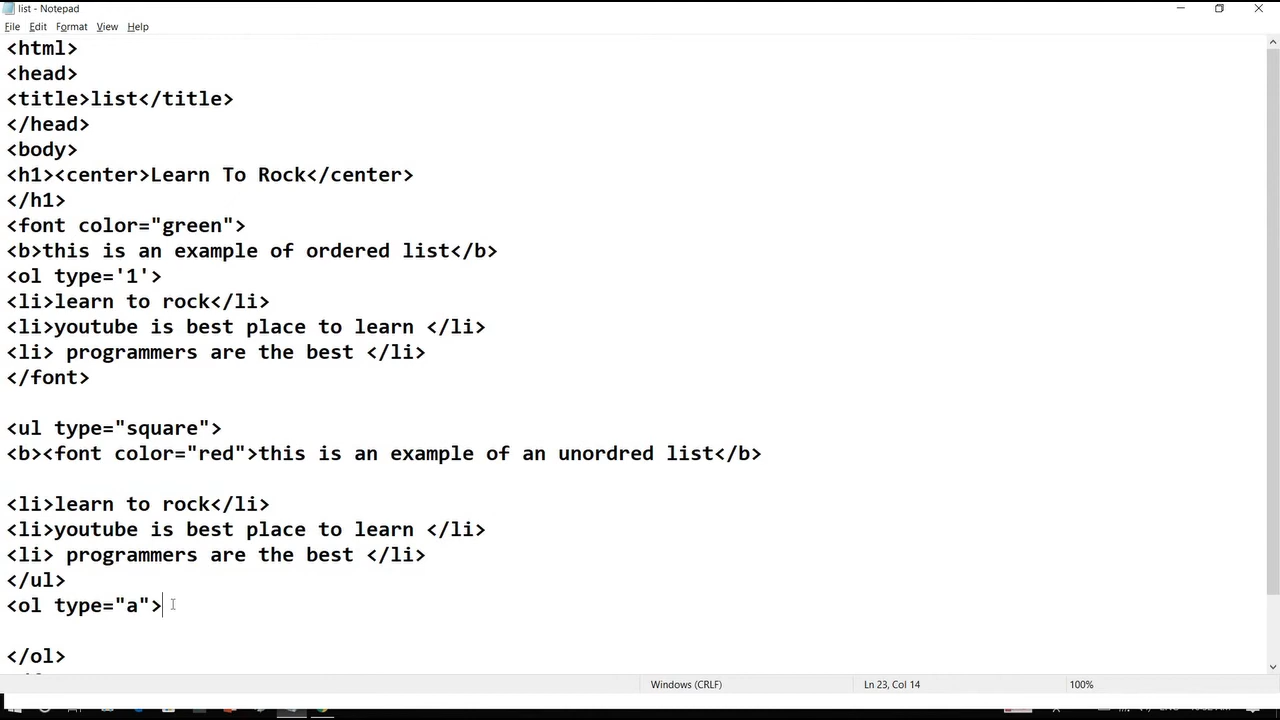 list - Notepad
File Edit Format View Help
<html>
<head>
<title>list</title>
</head>
<body>
<h1><center>Learn To Rock</center>
</h1>
<font color="green">
<b>this is an example of ordered list</b>
<ol type='1'>
<li>learn to rock</li>
<li>youtube is best place to learn </li>
<li> programmers are the best </li>
</font>
<ul type="square">
<b><font color="red">this is an example of an unordred list</b>
<li>learn to rock</li>
<li>youtube is best place to learn </li>
<li> programmers are the best </li>
</ul>
<ol type="a">
</ol>
Windows (CRLF) Ln 23, Col 14 100%